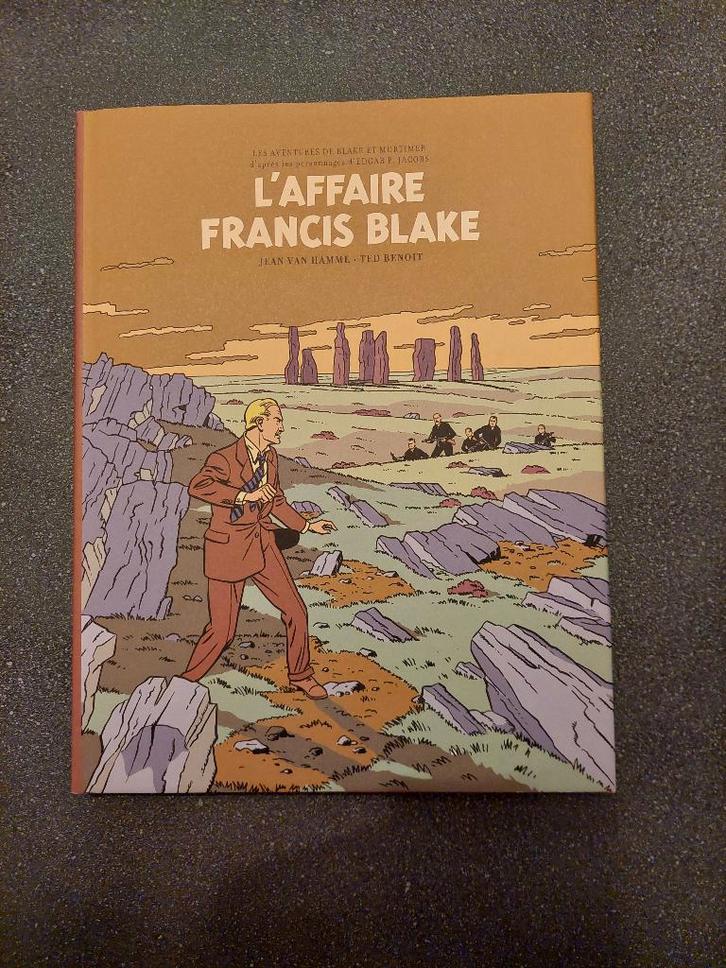 LES AVENTURES DE BLAKE ET MORTIMER
d'après les personnages d'EDGAR P. JACOBS
L'AFFAIRE
FRANCIS BLAKE
JEAN VAN HAMME - TED BENOIT